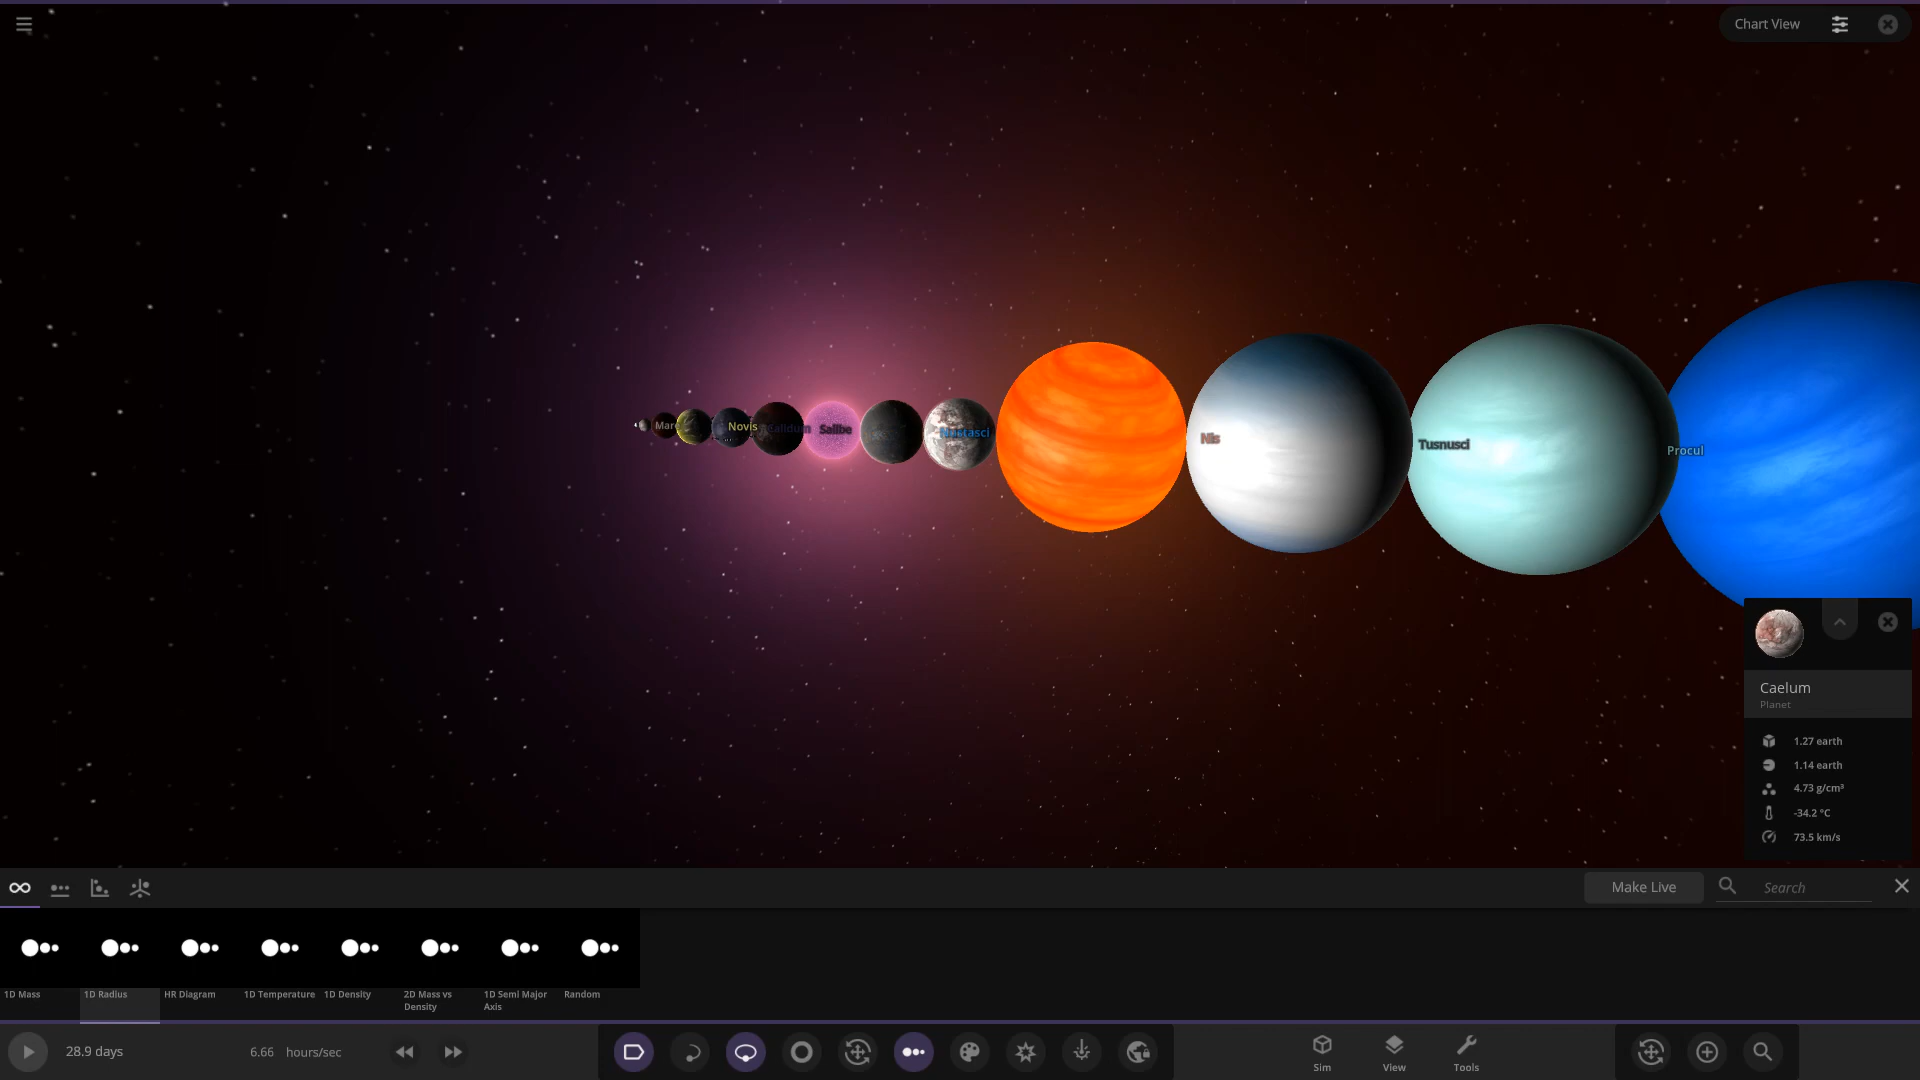 Chart View
Novis
Salibe
Nis
Tusnusci
Procul
Caelum
Planet
1.27 earth
1.14 earth
4.73 g/cm³
-34.2 °C
73.5 km/s
Make Live
Search
1D Mass
1D Radius
HR Diagram
1D Temperature
1D Density
2D Mass vs
Density
1D Semi Major
Axis
Random
28.9 days
6.66 hours/sec
Sim
View
Tools